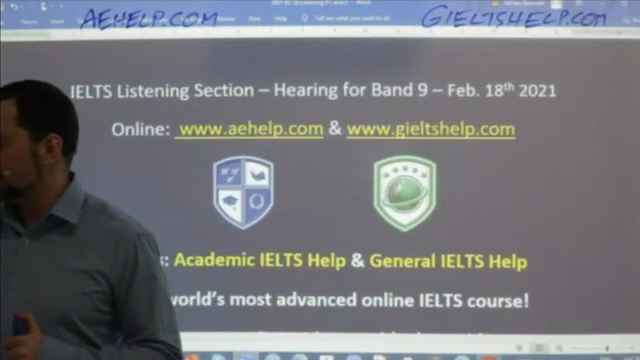 AEHELP.COM
GIELTSHELP.COM
IELTS Listening Section – Hearing for Band 9 – Feb. 18th 2021
Online: www.aehelp.com & www.gieltshelp.com
: Academic IELTS Help & General IELTS Help
world's most advanced online IELTS course!